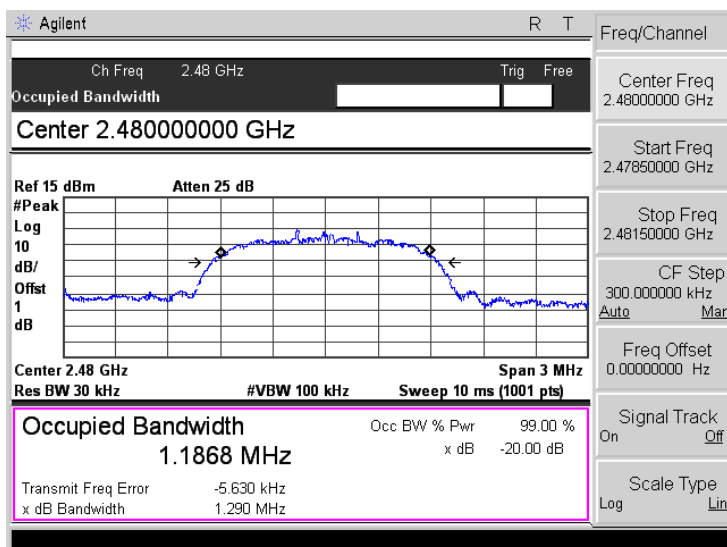 Agilent R T
Freq/Channel
Ch Freq 2.48 GHz Trig Free
Occupied Bandwidth
Center 2.480000000 GHz
Ref 15 dBm Atten 25 dB
#Peak
Log
10
dB/
Offst
1
dB
Center 2.48 GHz Span 3 MHz
Res BW 30 kHz #VBW 100 kHz Sweep 10 ms (1001 pts)
Occupied Bandwidth Occ BW % Pwr 99.00 %
1.1868 MHz x dB -20.00 dB
Transmit Freq Error -5.630 kHz
x dB Bandwidth 1.290 MHz
Center Freq
2.48000000 GHz
Start Freq
2.47850000 GHz
Stop Freq
2.48150000 GHz
CF Step
300.000000 kHz
Auto Man
Freq Offset
0.00000000 Hz
Signal Track
On Off
Scale Type
Log Lin